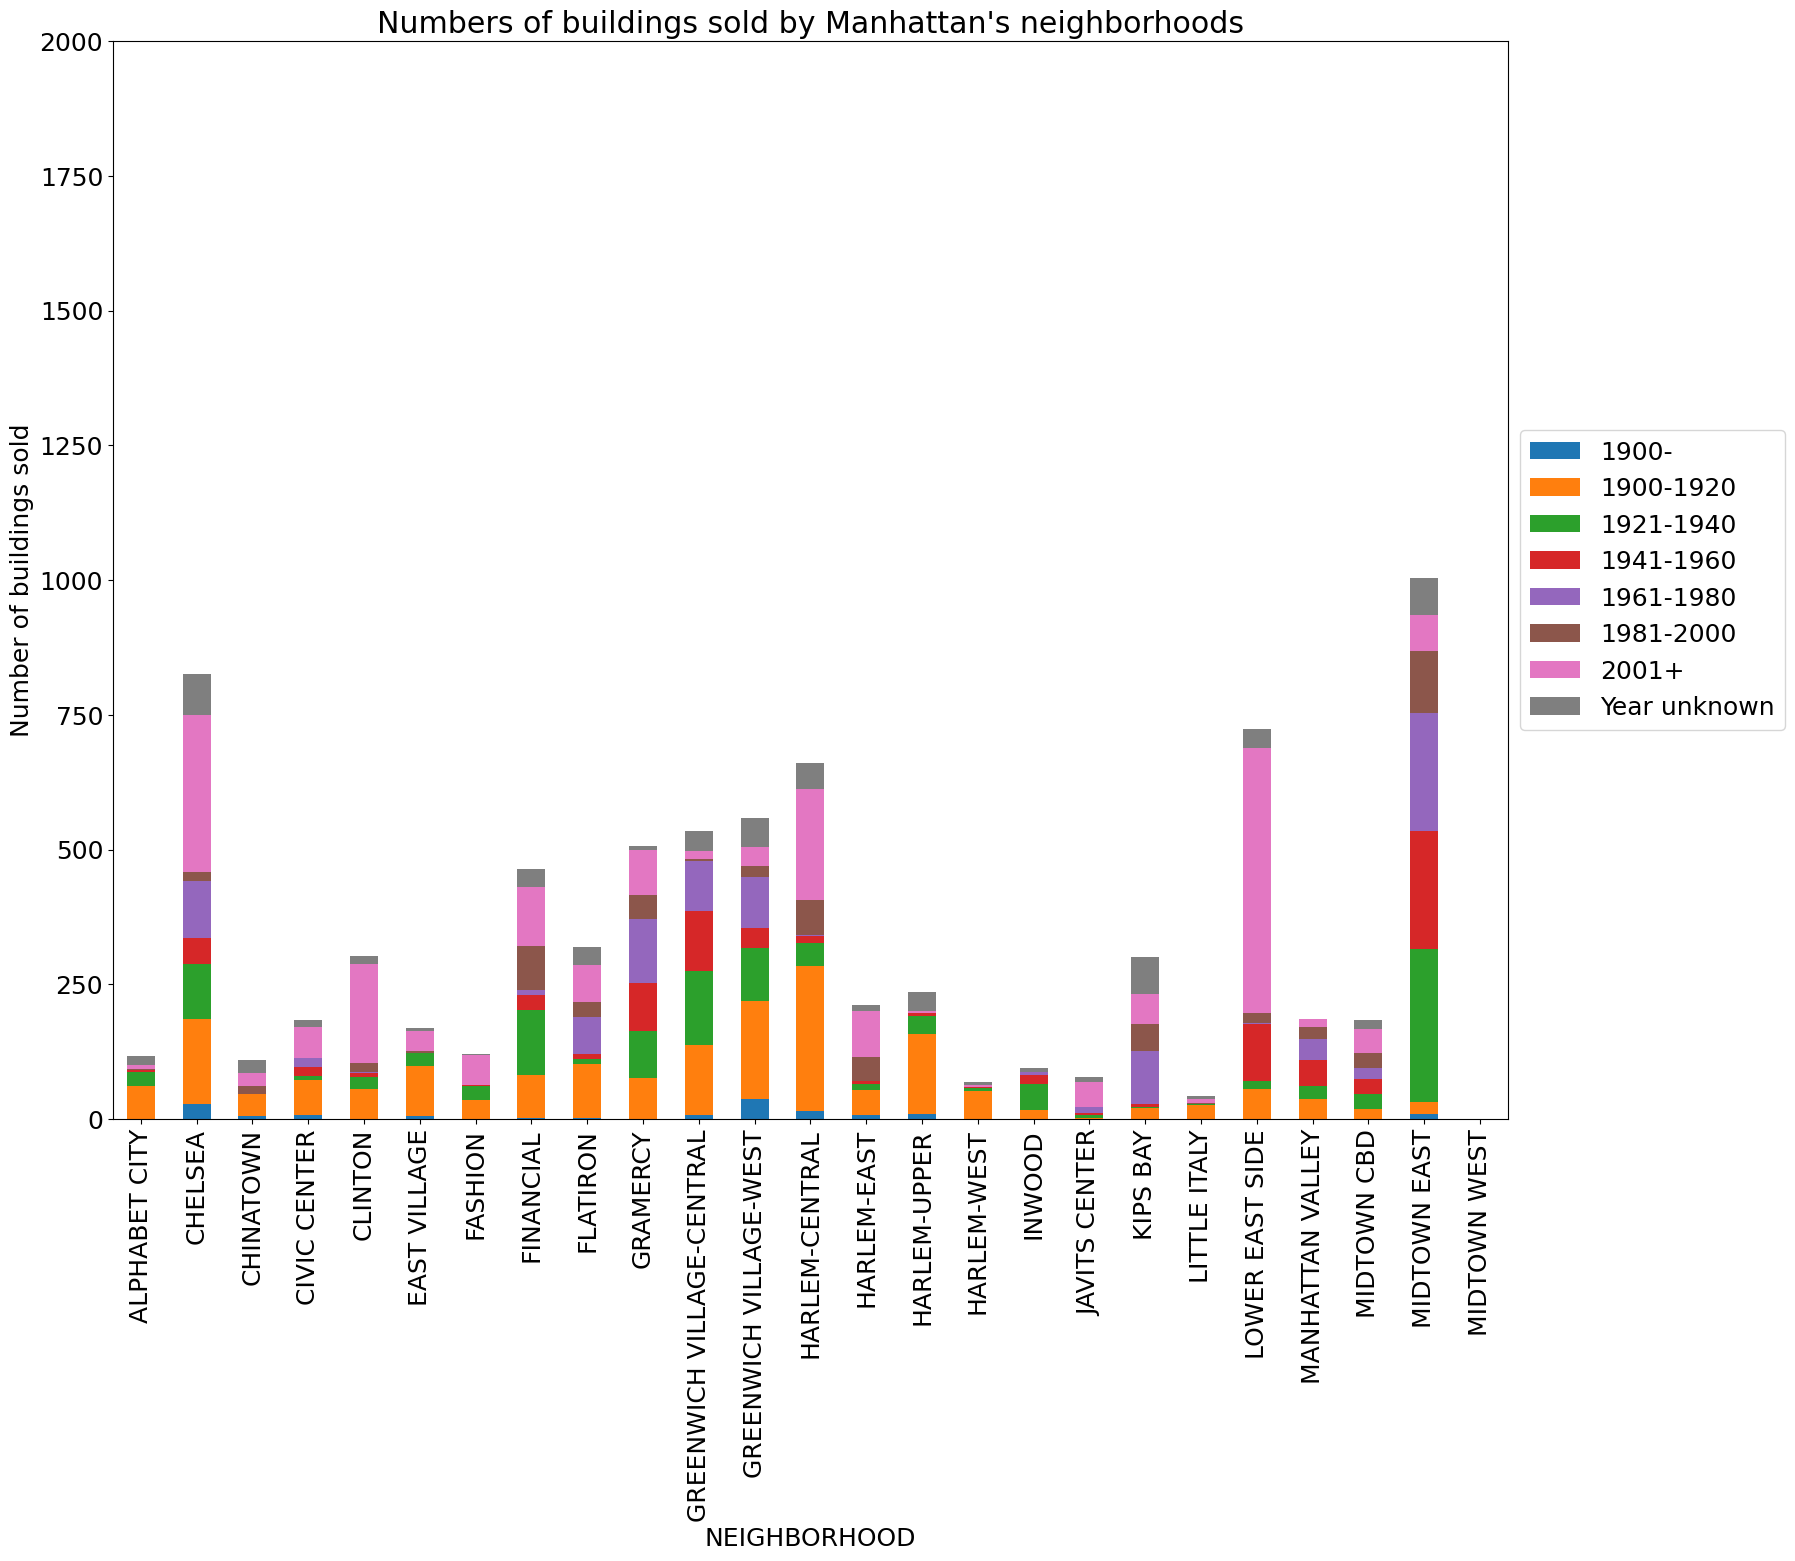 Numbers of buildings sold by Manhattan's neighborhoods
Number of buildings sold
2000
1750
1500
1250
1000
750
500
250
0
ALPHABET CITY
CHELSEA
CHINATOWN
CIVIC CENTER
CLINTON
EAST VILLAGE
FASHION
FINANCIAL
FLATIRON
GRAMERCY
GREENWICH VILLAGE-CENTRAL
GREENWICH VILLAGE-WEST
HARLEM-CENTRAL
HARLEM-EAST
HARLEM-UPPER
HARLEM-WEST
INWOOD
JAVITS CENTER
KIPS BAY
LITTLE ITALY
LOWER EAST SIDE
MANHATTAN VALLEY
MIDTOWN CBD
MIDTOWN EAST
MIDTOWN WEST
NEIGHBORHOOD
1900-
1900-1920
1921-1940
1941-1960
1961-1980
1981-2000
2001+
Year unknown